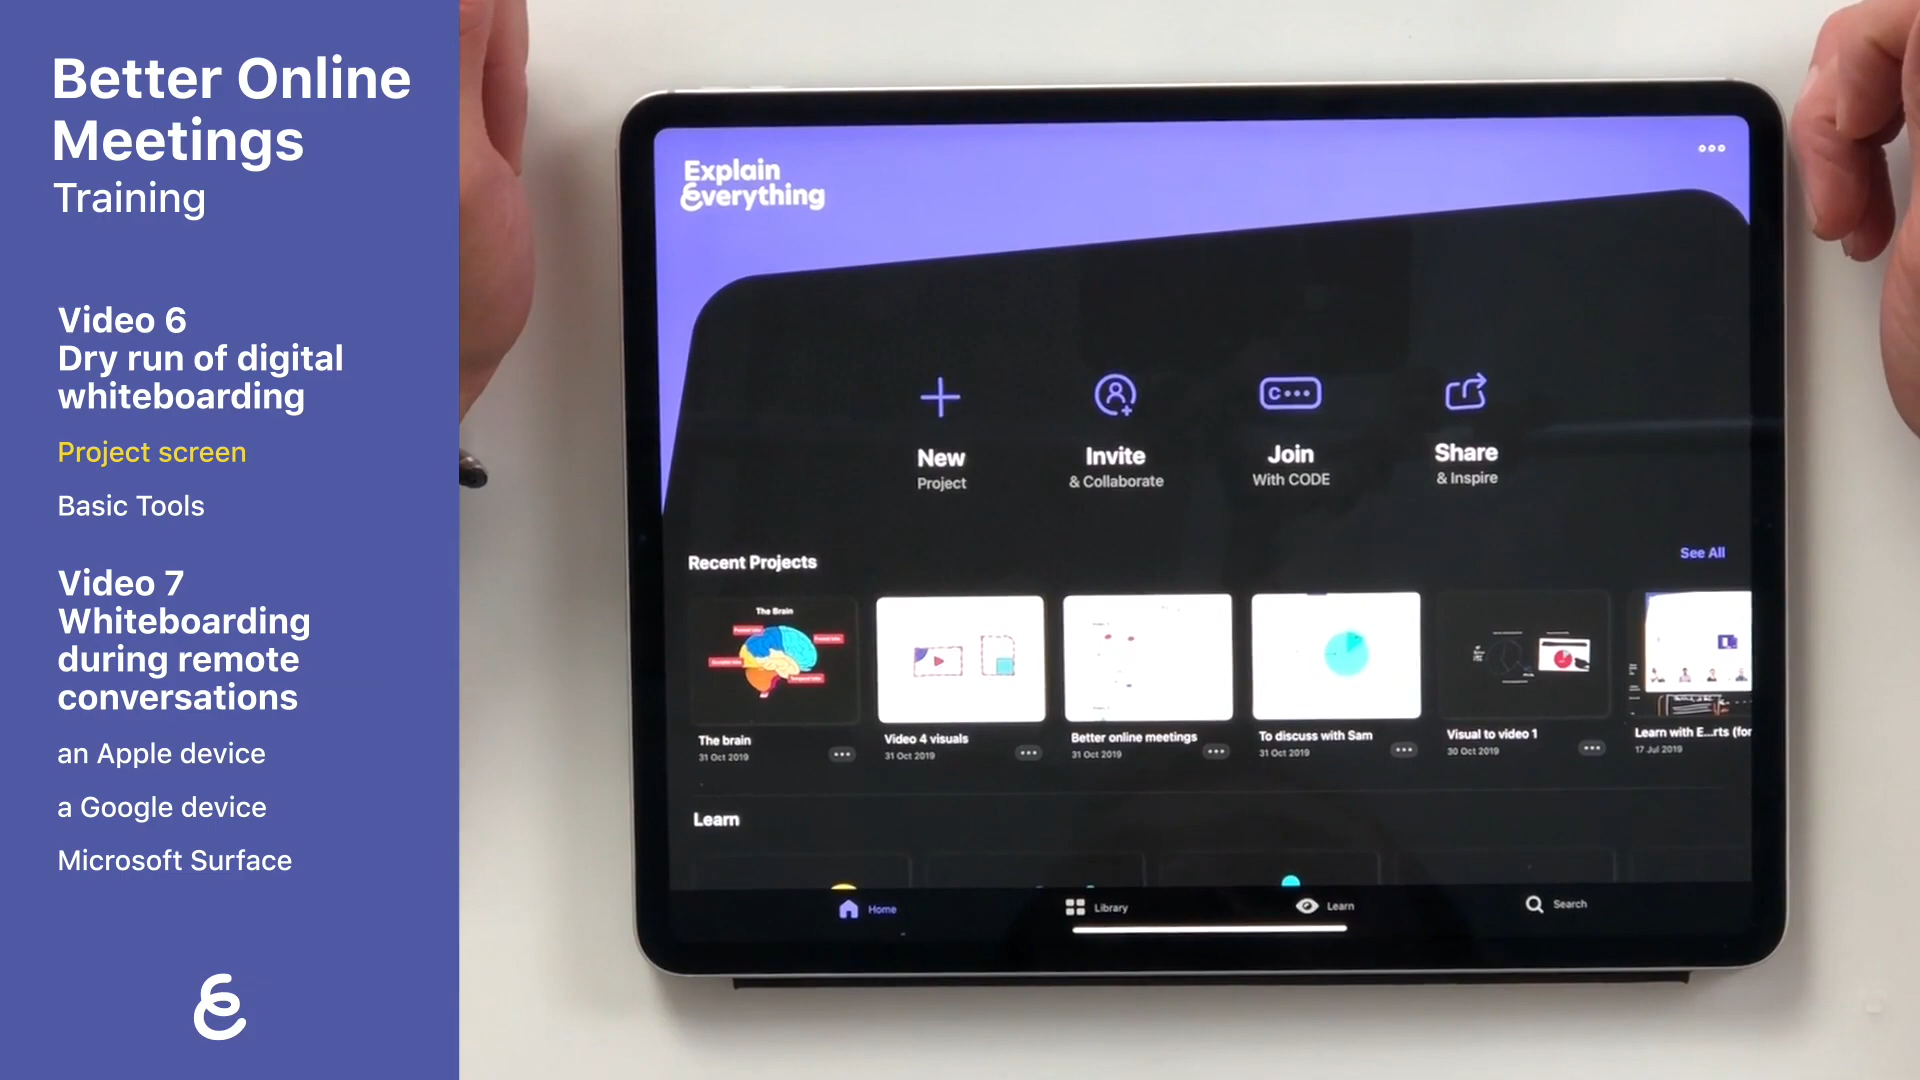 Better Online
Meetings
Training
Video 6
Dry run of digital
whiteboarding
Project screen
Basic Tools
Video 7
Whiteboarding
during remote
conversations
an Apple device
a Google device
Microsoft Surface
Explain
Everything
New
Project
Invite
& Collaborate
C
Join
With CODE
Share
& Inspire
Recent Projects
See All
The Brain
The brain
31 Oct 2019
Video 4 visuals
31 Oct 2019
Better online meetings
31 Oct 2019
To discuss with Sam
31 Oct 2019
Visual to video 1
30 Oct 2019
Learn with E...rts (for
17 Jul 2019
Learn
Home
Library
Learn
Search